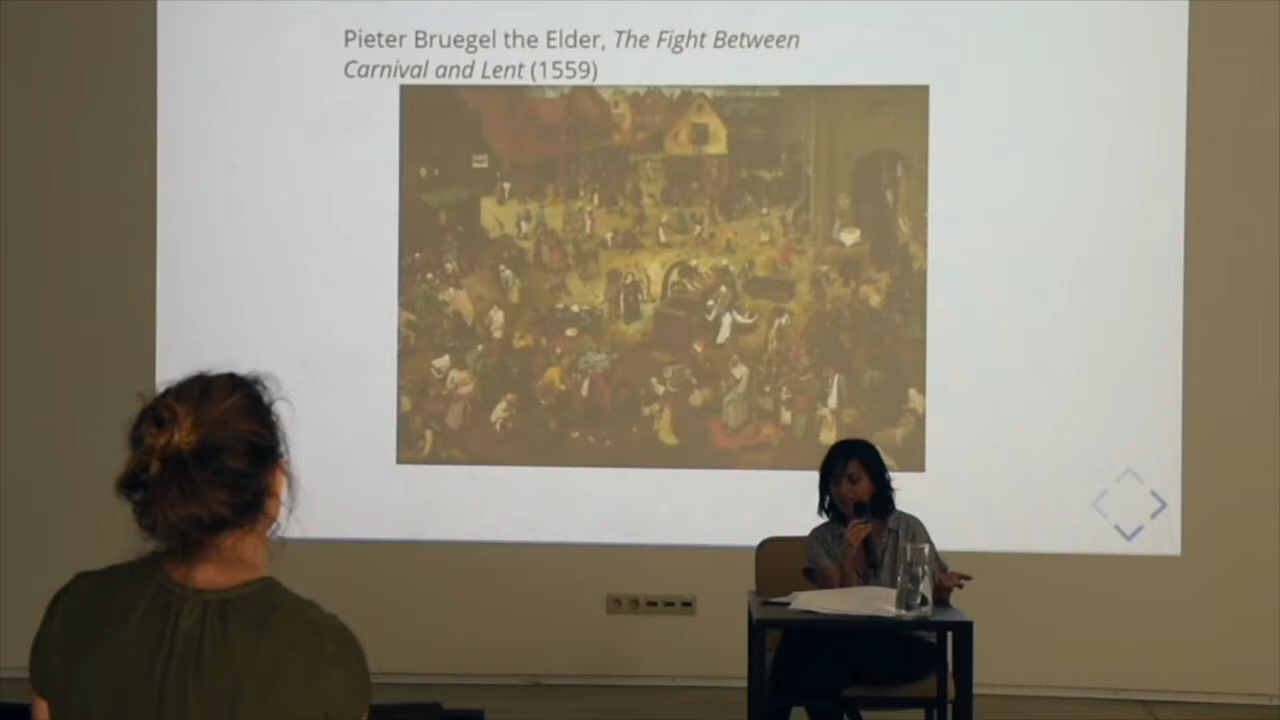 Pieter Bruegel the Elder, The Fight Between
Carnival and Lent (1559)